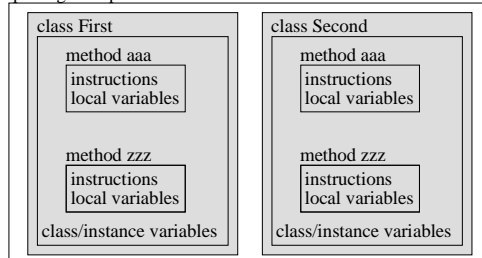 class First
method aaa
instructions
local variables
method zzz
instructions
local variables
class/instance variables
class Second
method aaa
instructions
local variables
method zzz
instructions
local variables
class/instance variables